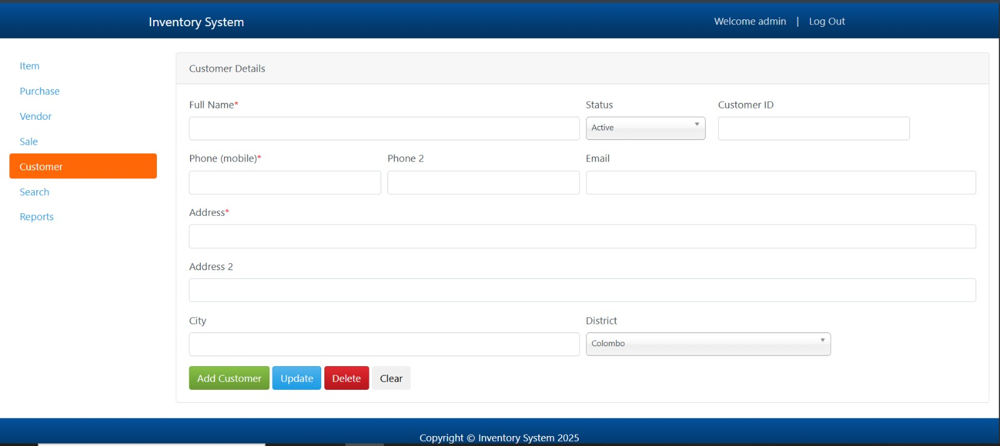 Inventory System
Welcome admin | Log Out
Item
Purchase
Vendor
Sale
Customer
Search
Reports
Customer Details
Full Name*
Status
Customer ID
Active
Phone (mobile)*
Phone 2
Email
Address*
Address 2
City
District
Colombo
Add Customer
Update
Delete
Clear
Copyright © Inventory System 2025